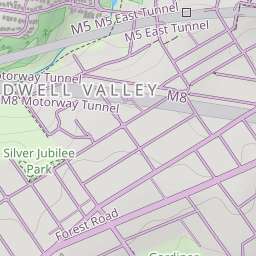 M5 M5 East Tunnel
M5 East Tunnel
otorway Tunnel
DWELL VALLEY
M8 Motorway Tunnel
M8
Silver Jubilee
Park
Forest Road